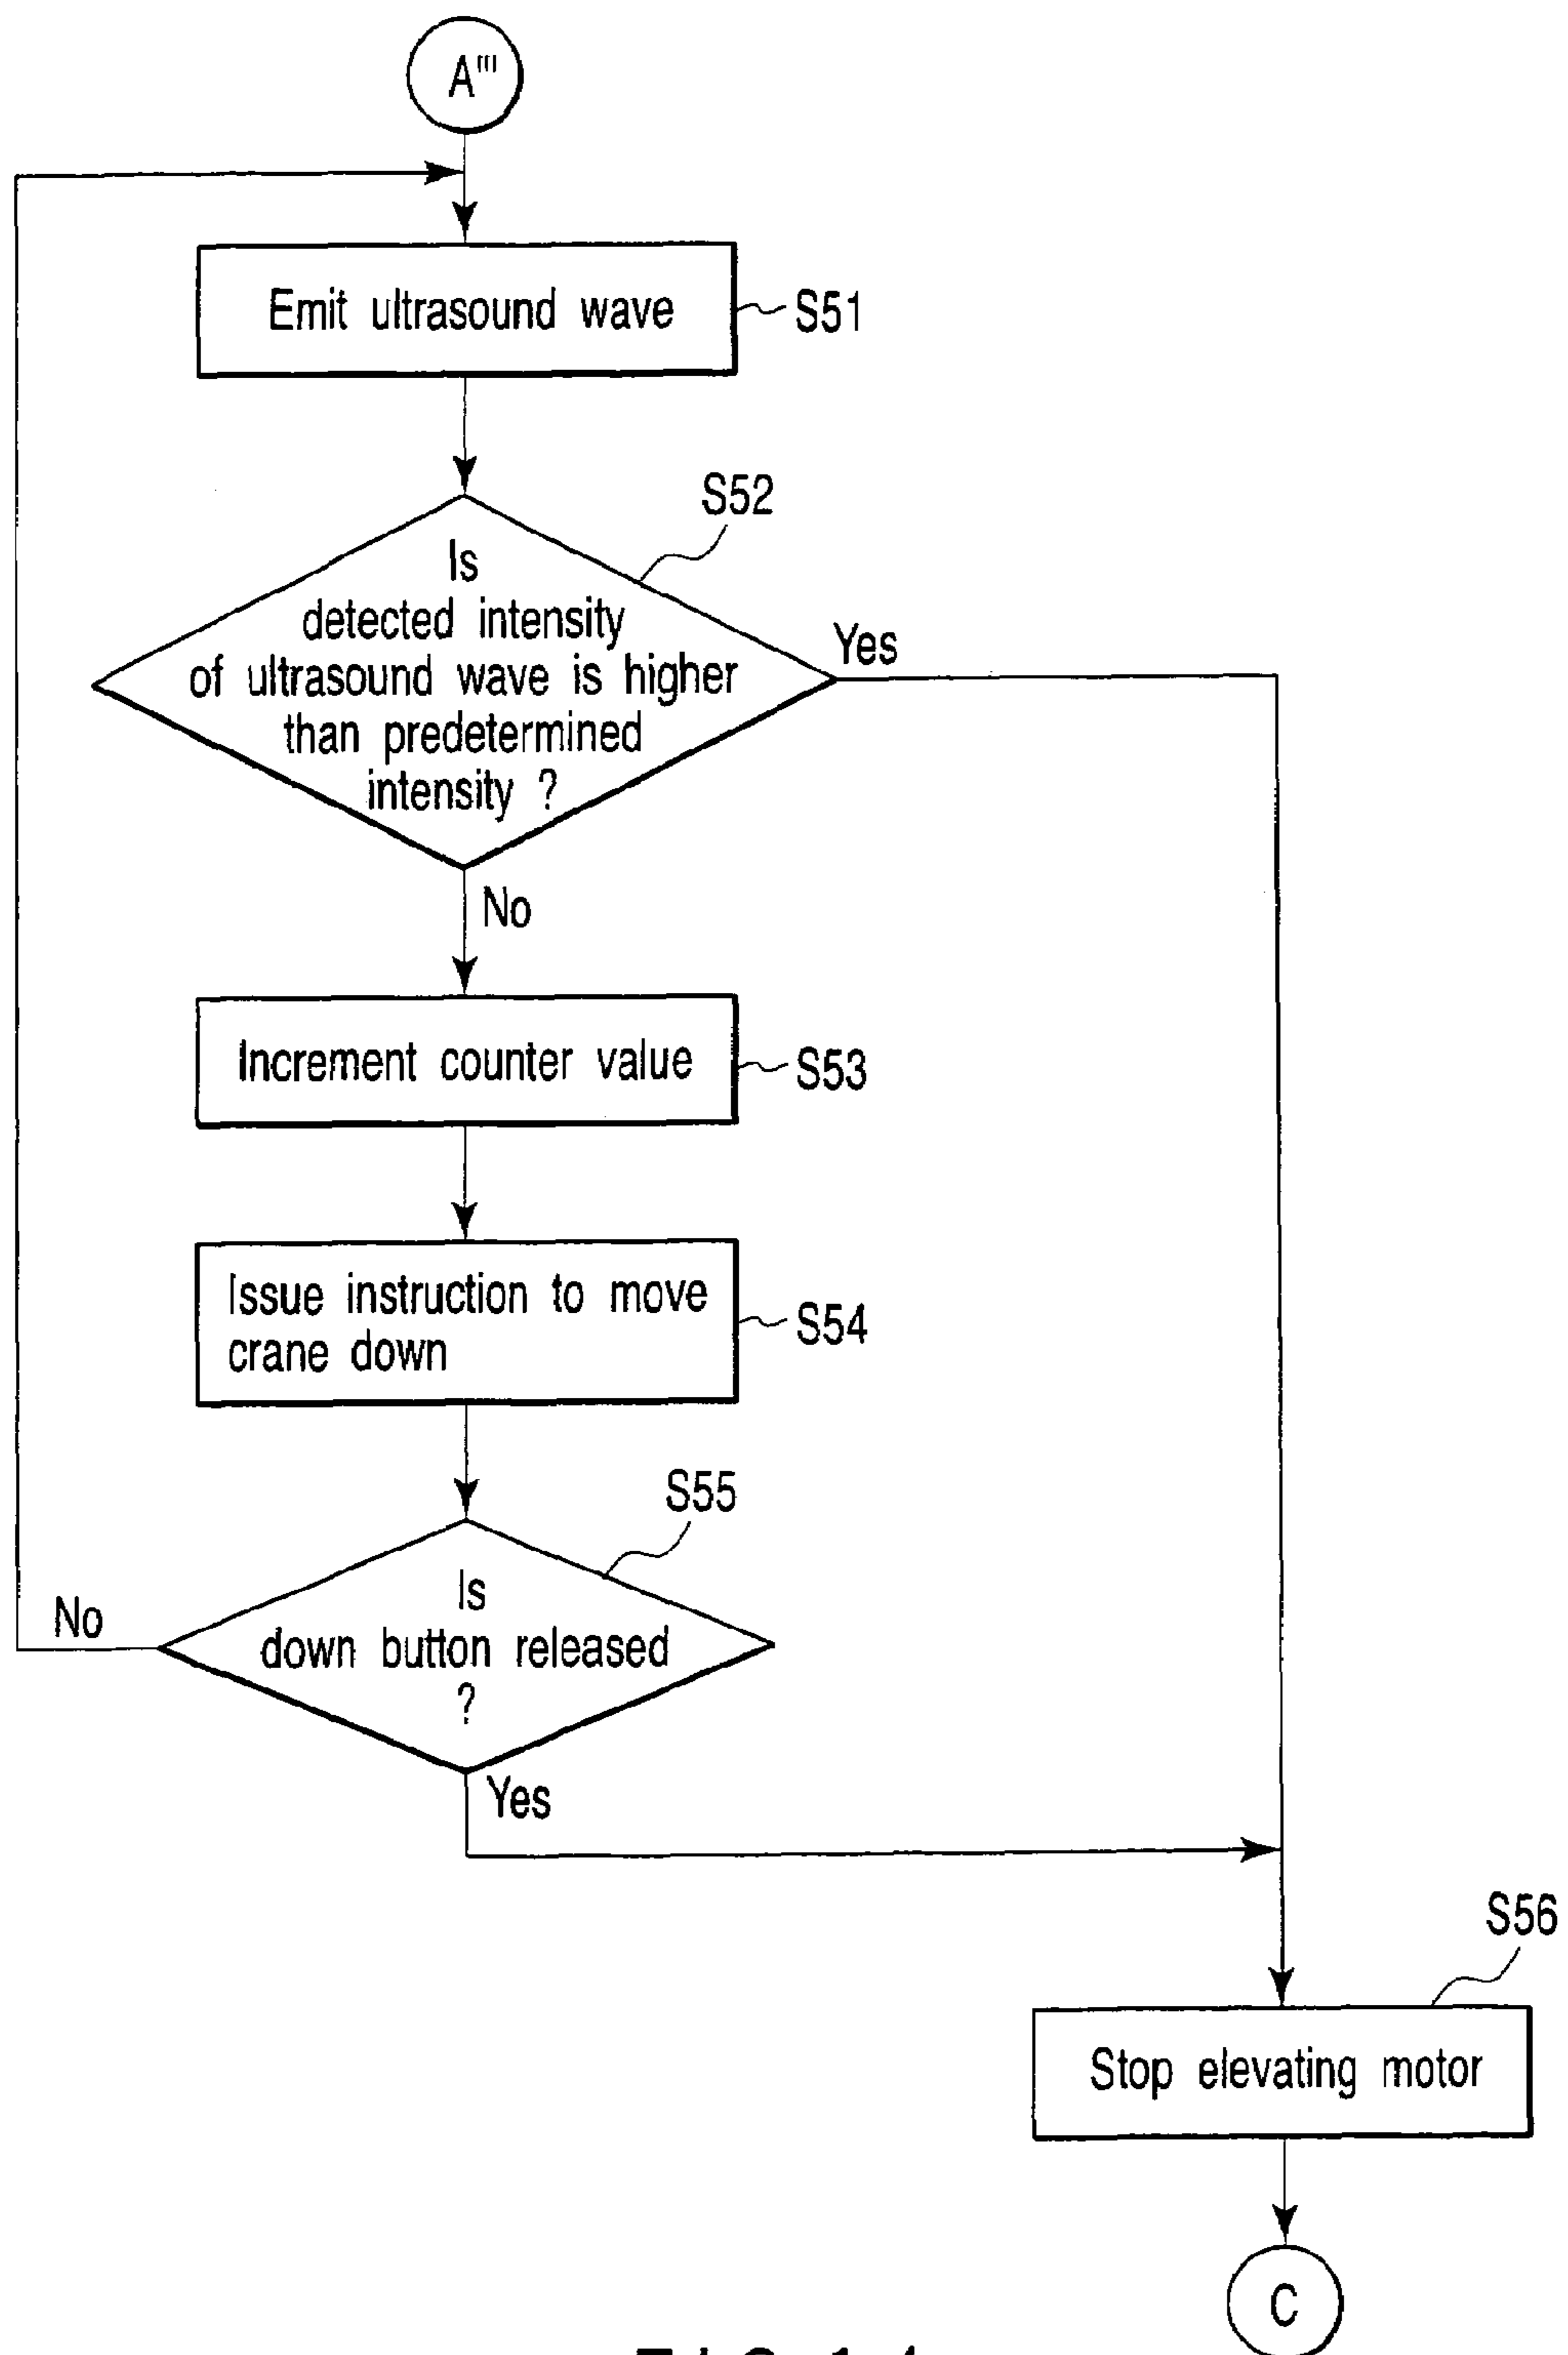 A'''
Emit ultrasound wave
S51
S52
Is
detected intensity
of ultrasound wave is higher
than predetermined
intensity ?
Yes
No
Increment counter value
S53
Issue instruction to move
crane down
S54
S55
Is
down button released
?
No
Yes
S56
Stop elevating motor
C